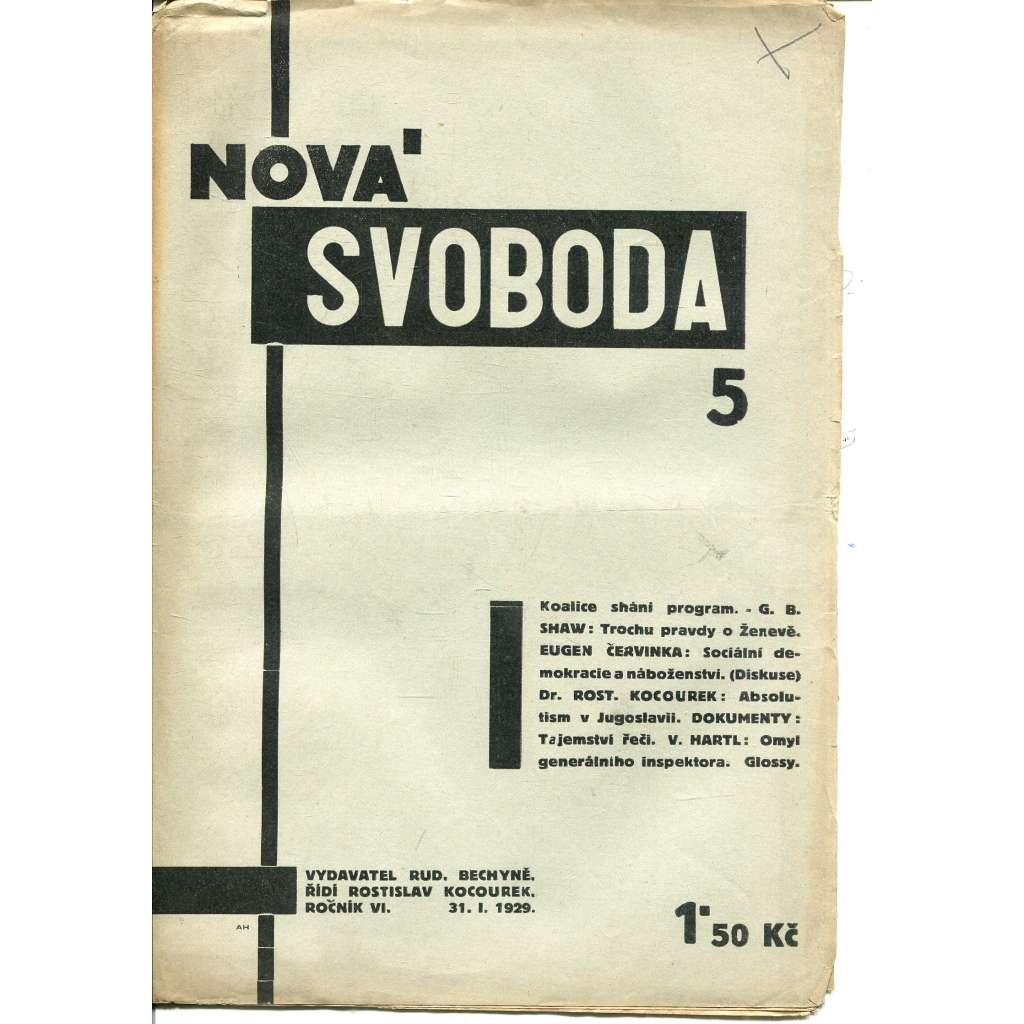 NOVÁ
SVOBODA
5
Koalice shání program. - G. B.
SHAW: Trochu pravdy o Ženevě.
EUGEN ČERVINKA: Sociální de-
mokracie a náboženství. (Diskuse)
Dr. ROST. KOCOUREK: Absolu-
tism v Jugoslavii. DOKUMENTY:
Tajemství řeči. V. HARTL: Omyl
generálního inspektora. Glossy.
VYDAVATEL RUD. BECHYNĚ.
ŘÍDÍ ROSTISLAV KOCOUREK.
ROČNÍK VI. 31. I. 1929.
AH
1·50 Kč